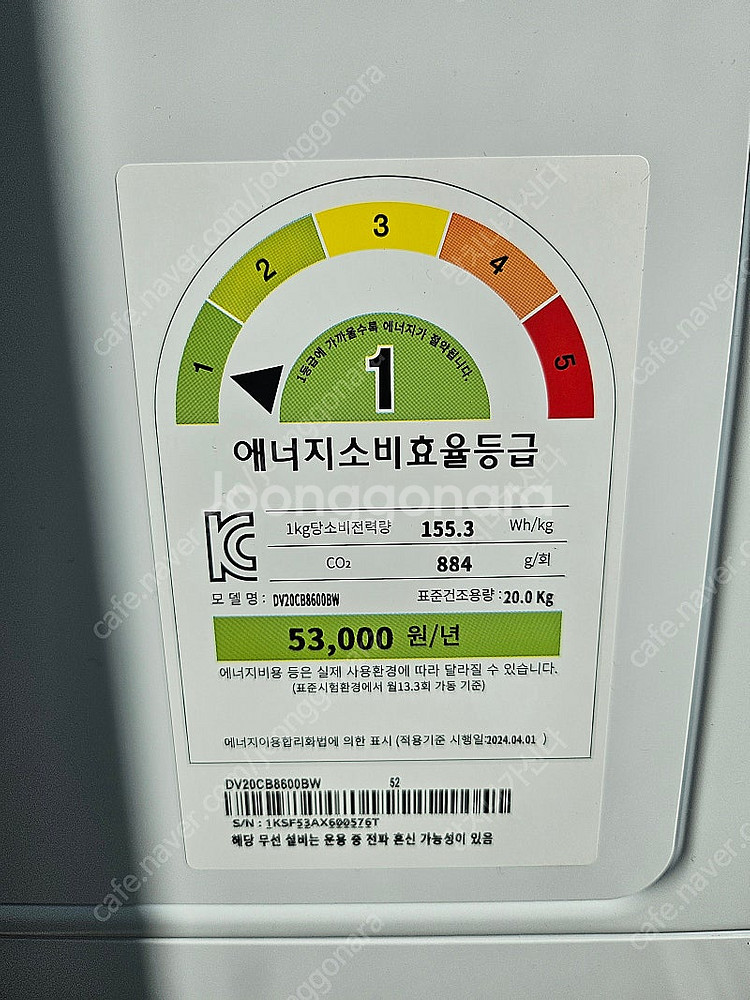 1
2
3
4
5
1등급에 가까울수록 에너지가 절약됩니다.
1
에너지소비효율등급
Joonggonara
1kg당소비전력량 155.3 Wh/kg
CO₂ 884 g/회
모델명 : DV20CB8600BW 표준건조용량 : 20.0 Kg
53,000 원/년
에너지비용 등은 실제 사용환경에 따라 달라질 수 있습니다.
(표준시험환경에서 월13.3회 가동 기준)
에너지이용합리화법에 의한 표시 (적용기준 시행일:2024.04.01 )
DV20CB8600BW 52
S/N : 1KSF53AX600576T
해당 무선 설비는 운용 중 전파 혼신 가능성이 있음
cafe.naver.com/joonggonara